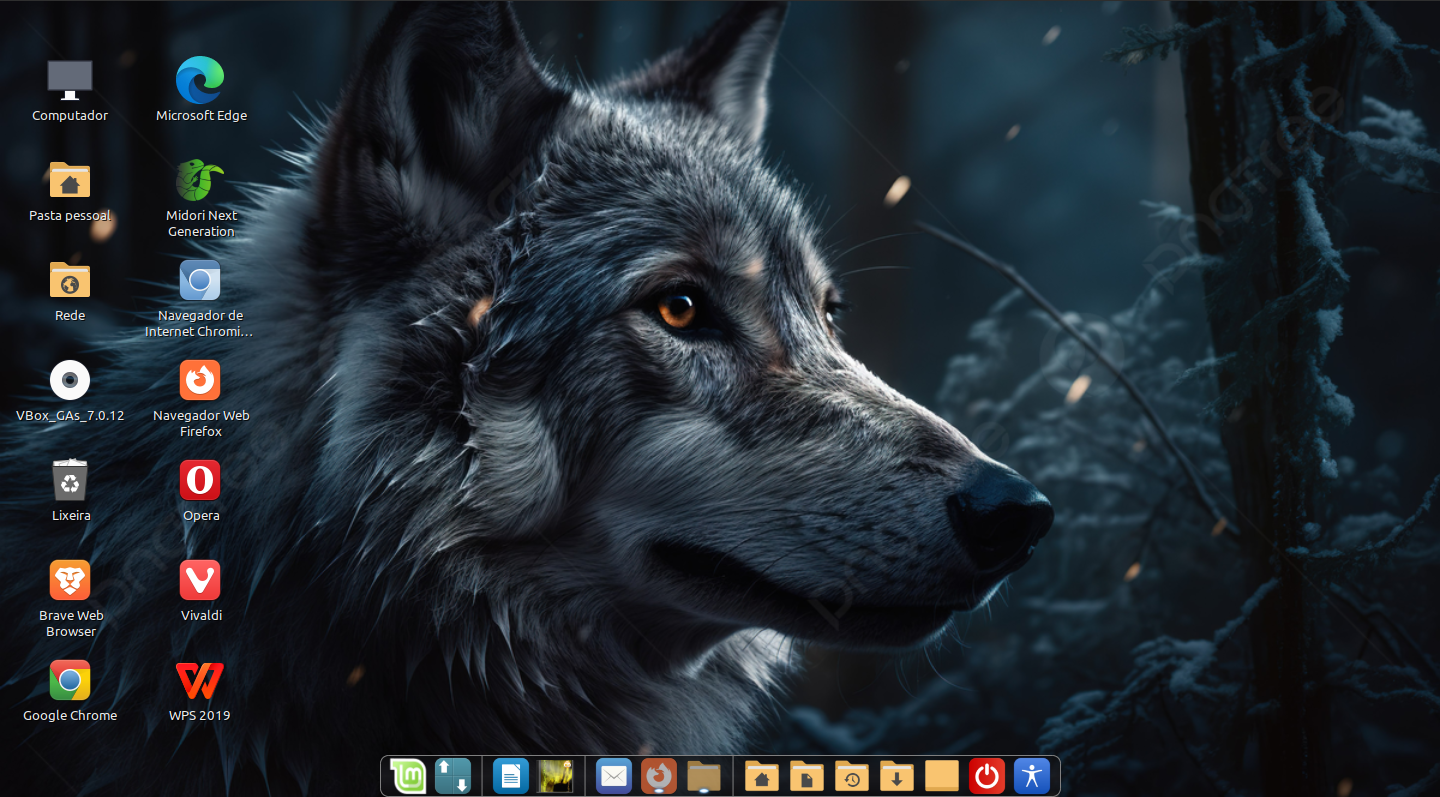 Computador
Microsoft Edge
Pasta pessoal
Midori Next
Generation
Rede
Navegador de
Internet Chromi...
VBox_GAs_7.0.12
Navegador Web
Firefox
Lixeira
Opera
Brave Web
Browser
Vivaldi
Google Chrome
WPS 2019
pngtree